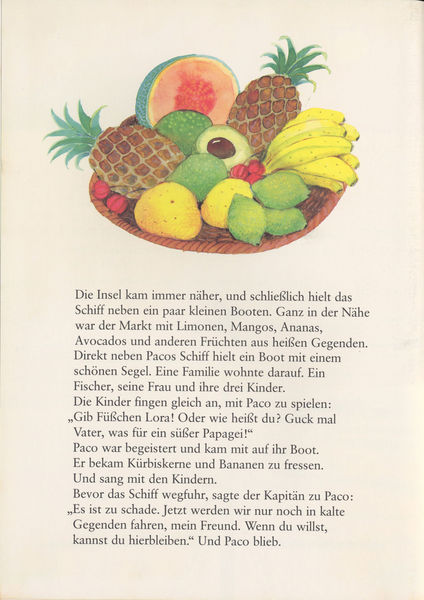 Die Insel kam immer näher, und schließlich hielt das
Schiff neben ein paar kleinen Booten. Ganz in der Nähe
war der Markt mit Limonen, Mangos, Ananas,
Avocados und anderen Früchten aus heißen Gegenden.
Direkt neben Pacos Schiff hielt ein Boot mit einem
schönen Segel. Eine Familie wohnte darauf. Ein
Fischer, seine Frau und ihre drei Kinder.
Die Kinder fingen gleich an, mit Paco zu spielen:
„Gib Füßchen Lora! Oder wie heißt du? Guck mal
Vater, was für ein süßer Papagei!“
Paco war begeistert und kam mit auf ihr Boot.
Er bekam Kürbiskerne und Bananen zu fressen.
Und sang mit den Kindern.
Bevor das Schiff wegfuhr, sagte der Kapitän zu Paco:
„Es ist zu schade. Jetzt werden wir nur noch in kalte
Gegenden fahren, mein Freund. Wenn du willst,
kannst du hierbleiben.“ Und Paco blieb.